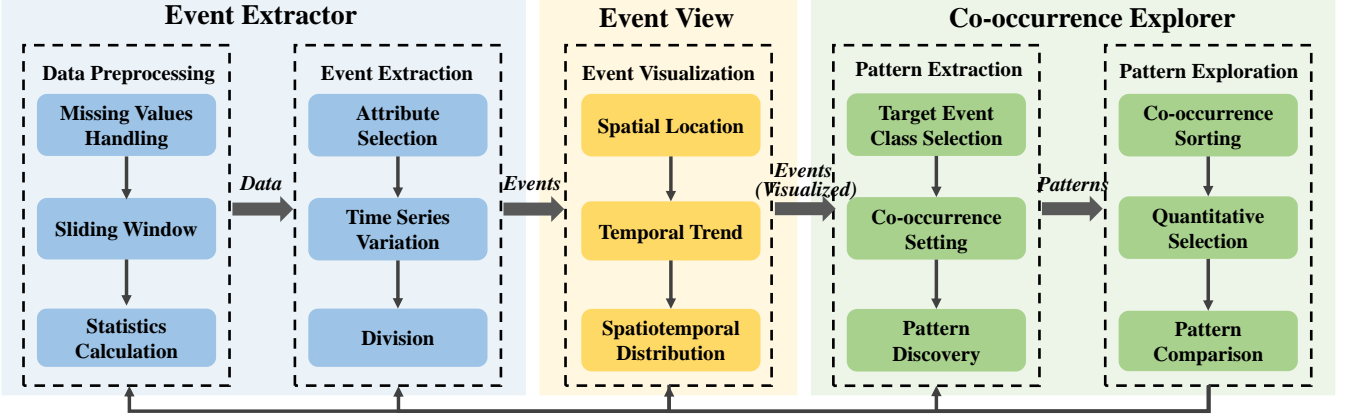 Event Extractor
Event View
Co-occurrence Explorer
Data Preprocessing
Missing Values
Handling
Sliding Window
Statistics
Calculation
Data
Event Extraction
Attribute
Selection
Time Series
Variation
Division
Events
Event Visualization
Spatial Location
Temporal Trend
Spatiotemporal
Distribution
Events
(Visualized)
Pattern Extraction
Target Event
Class Selection
Co-occurrence
Setting
Pattern
Discovery
Patterns
Pattern Exploration
Co-occurrence
Sorting
Quantitative
Selection
Pattern
Comparison